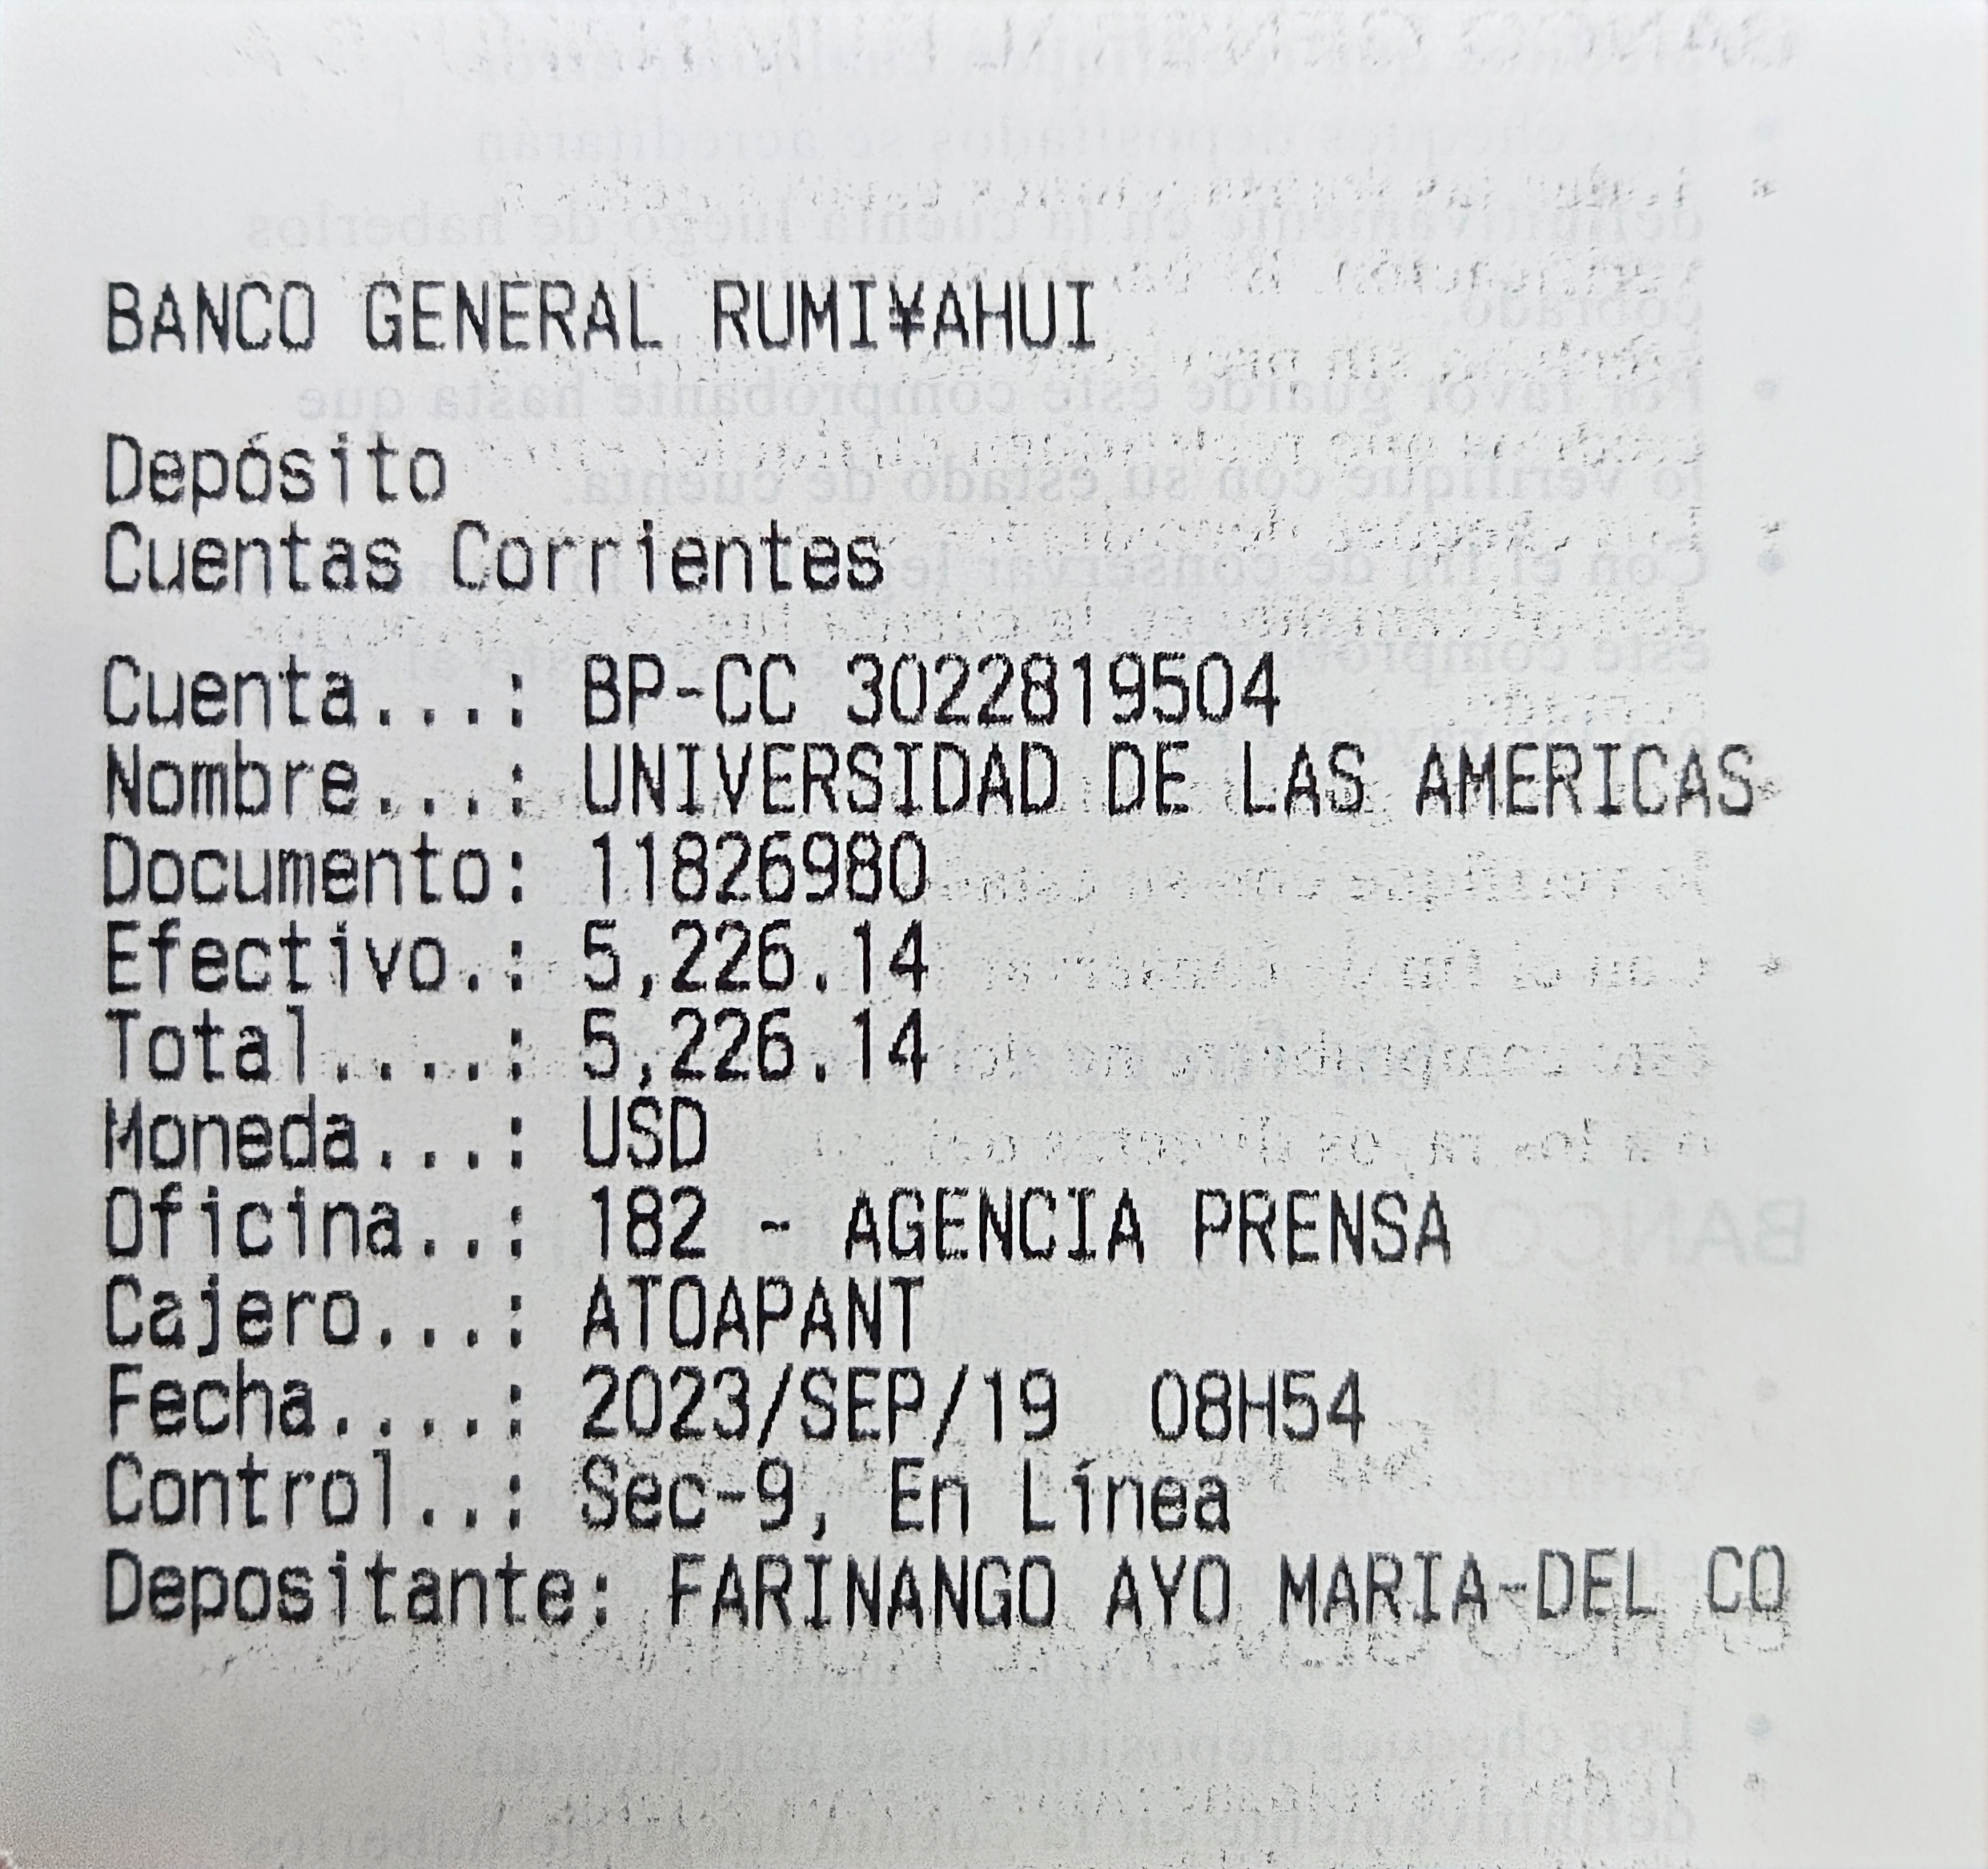 BANCO GENERAL RUMI¥AHUI
Depósito
Cuentas Corrientes
Cuenta...: BP-CC 3022819504
Nombre...: UNIVERSIDAD DE LAS AMERICAS
Documento: 11826980
Efectivo.: 5,226.14
Total....: 5,226.14
Moneda...: USD
Oficina..: 182 - AGENCIA PRENSA
Cajero...: ATOAPANT
Fecha....: 2023/SEP/19  08H54
Control..: Sec-9, En Línea
Depositante: FARINANGO AYO MARIA-DEL CO